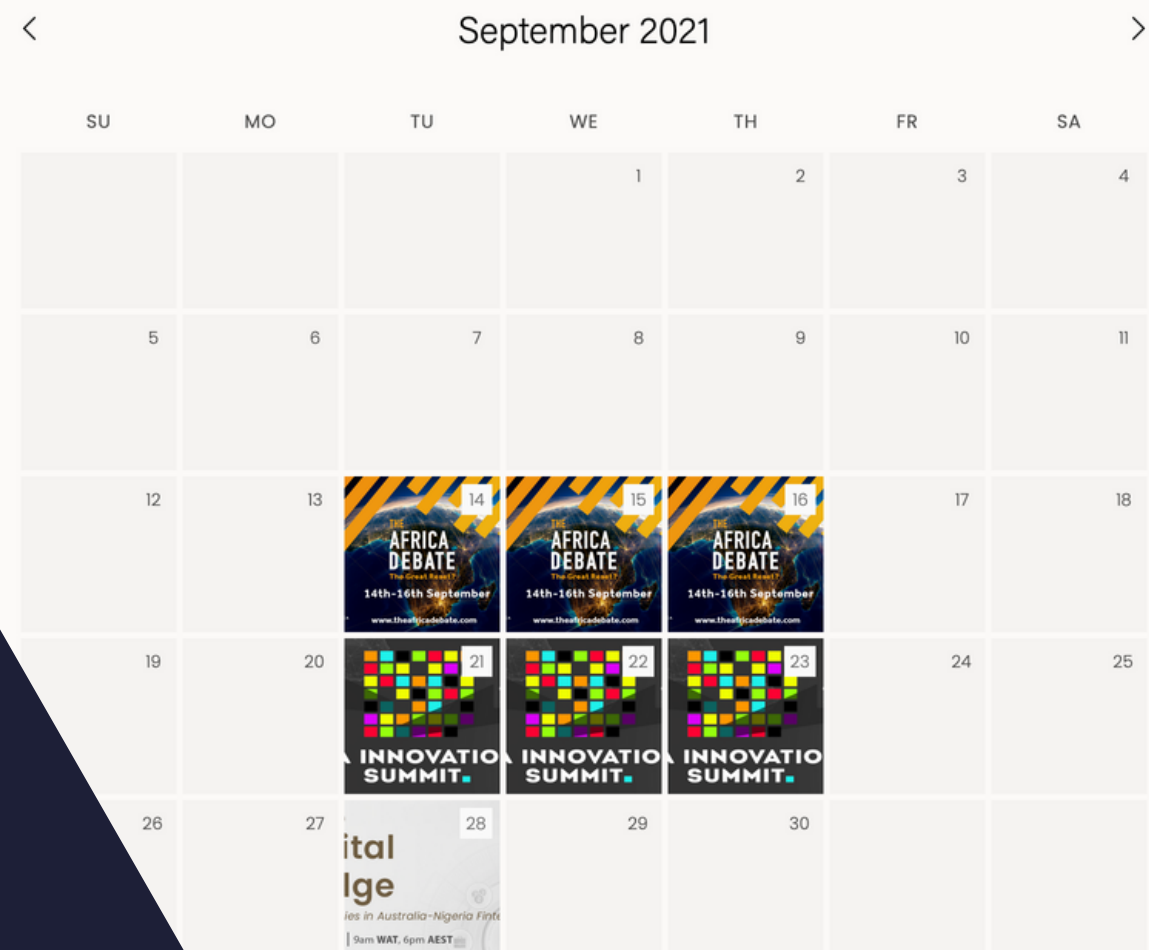 September 2021
SU MO TU WE TH FR SA
1 2 3 4
5 6 7 8 9 10 11
12 13 14 15 16 17 18
THE THE THE
AFRICA AFRICA AFRICA
DEBATE DEBATE DEBATE
The Great Reset? The Great Reset? The Great Reset?
14th-16th September 14th-16th September 14th-16th September
www.theafricadebate.com www.theafricadebate.com www.theafricadebate.com
19 20 21 22 23 24 25
A INNOVATIO A INNOVATIO A INNOVATIO
SUMMIT. SUMMIT. SUMMIT.
26 27 28 29 30
ital
lge
ies in Australia-Nigeria Finte
9am WAT, 6pm AEST